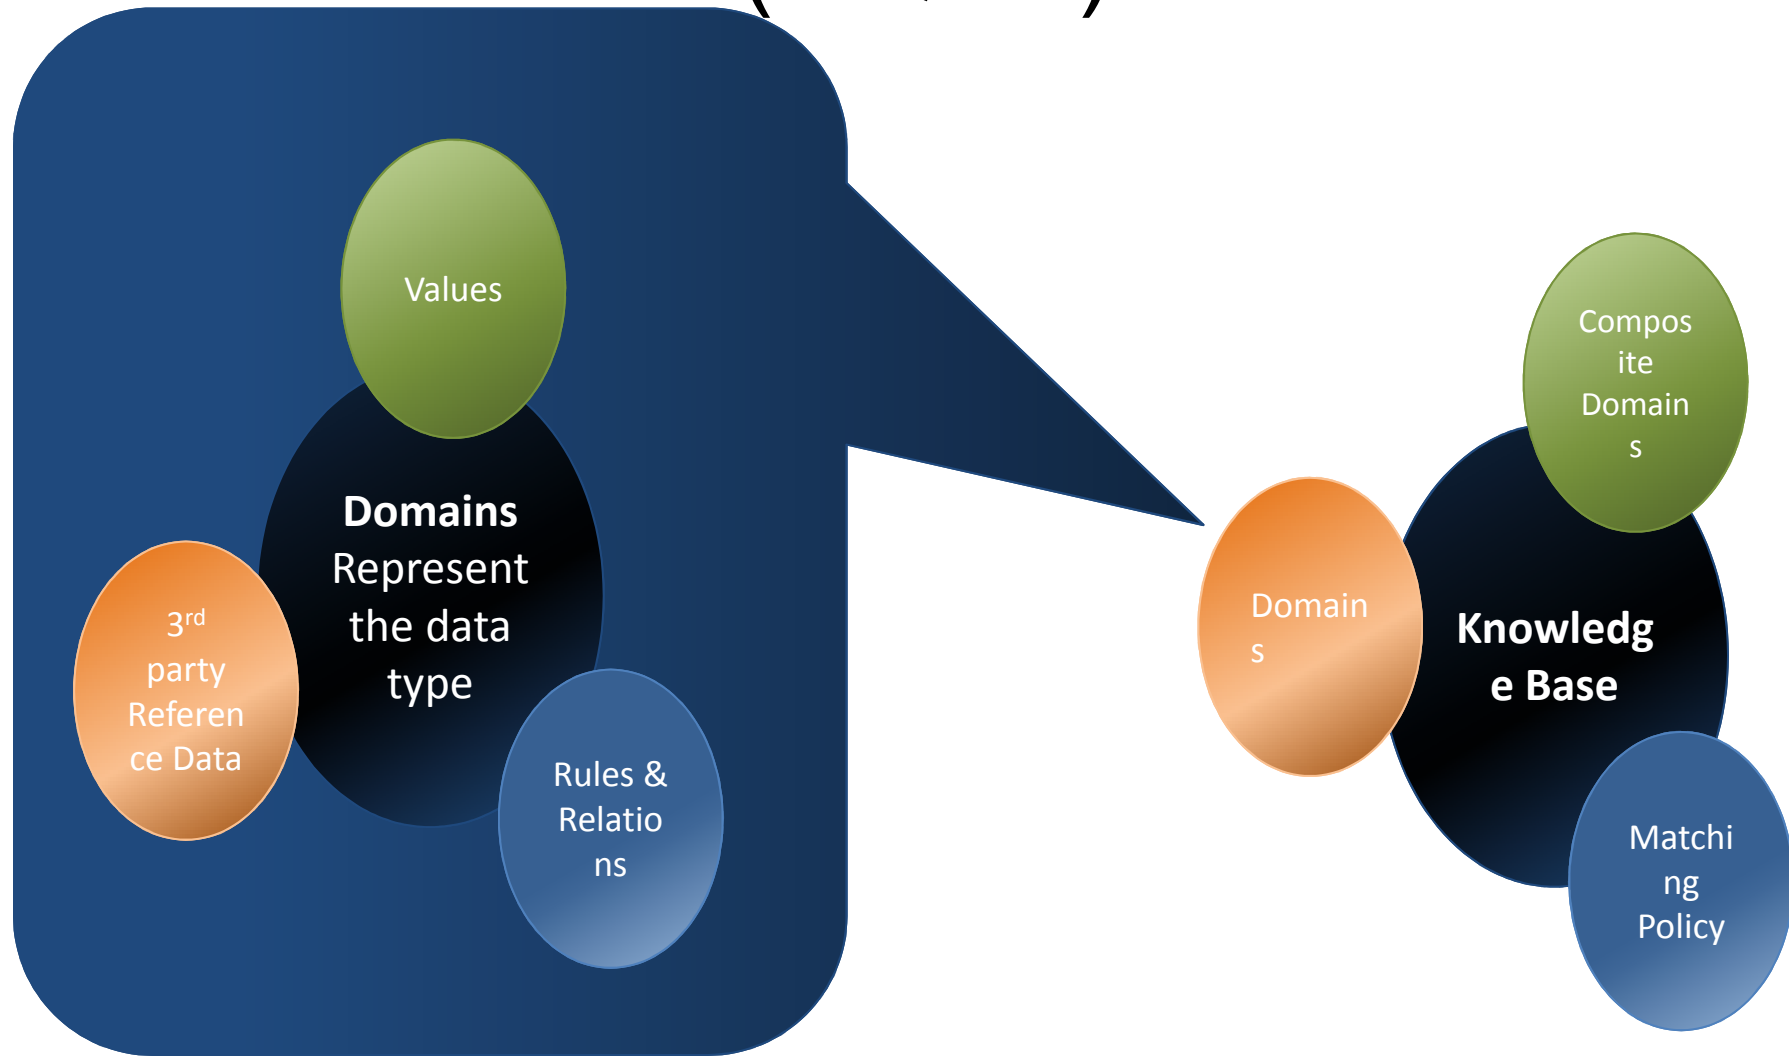 Values
Domains
Represent
the data
type
3rd
party
Referen
ce Data
Rules &
Relatio
ns
Compos
ite
Domain
s
Domain
s
Knowledg
e Base
Matchi
ng
Policy